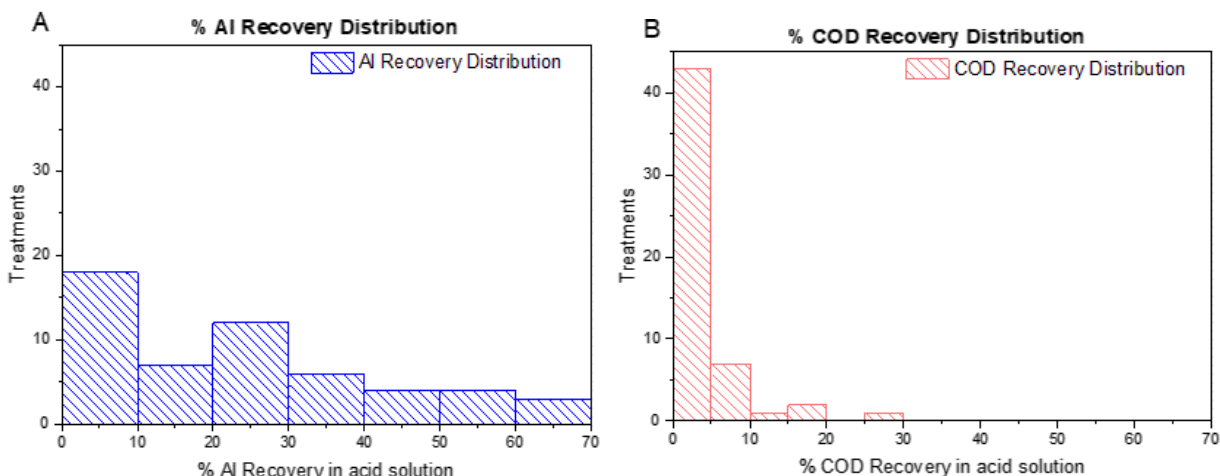 A
% Al Recovery Distribution
Al Recovery Distribution
40
30
20
10
0
Treatments
0 10 20 30 40 50 60 70
% Al Recovery in acid solution
B
% COD Recovery Distribution
COD Recovery Distribution
40
30
20
10
0
Treatments
0 10 20 30 40 50 60 70
% COD Recovery in acid solution